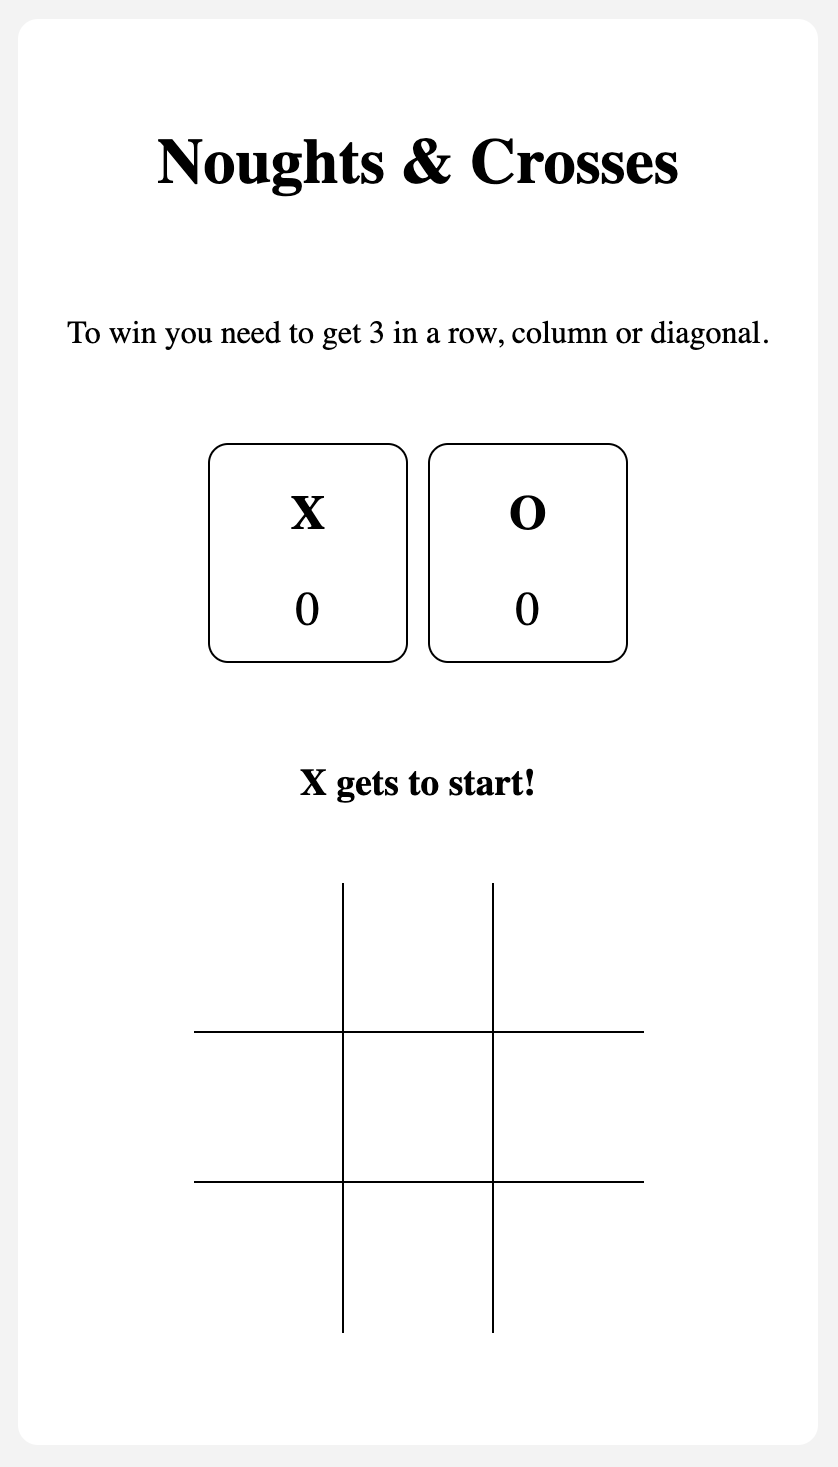 Noughts & Crosses
To win you need to get 3 in a row, column or diagonal.
X O
0 0
X gets to start!